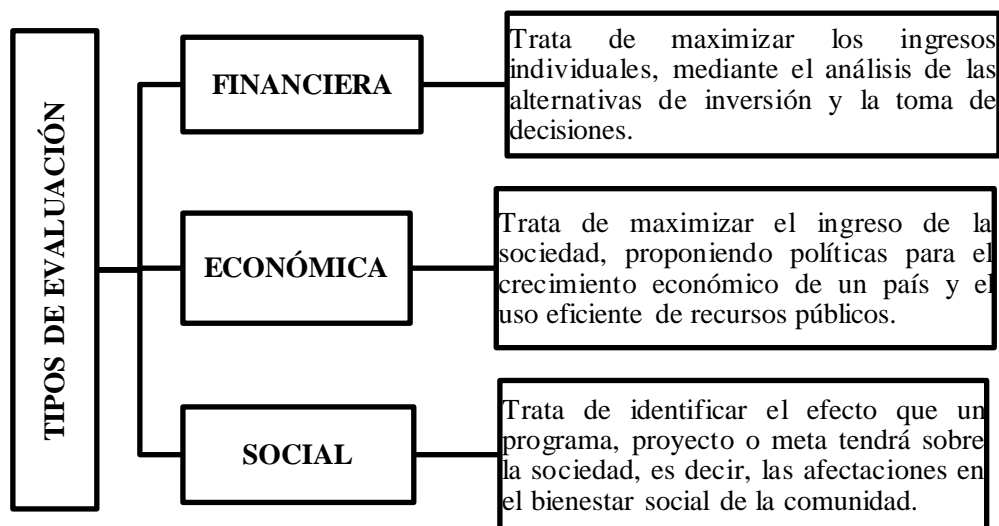 TIPOS DE EVALUACIÓN
FINANCIERA
Trata de maximizar los ingresos
individuales, mediante el análisis de las
alternativas de inversión y la toma de
decisiones.
ECONÓMICA
Trata de maximizar el ingreso de la
sociedad, proponiendo políticas para el
crecimiento económico de un país y el
uso eficiente de recursos públicos.
SOCIAL
Trata de identificar el efecto que un
programa, proyecto o meta tendrá sobre
la sociedad, es decir, las afectaciones en
el bienestar social de la comunidad.